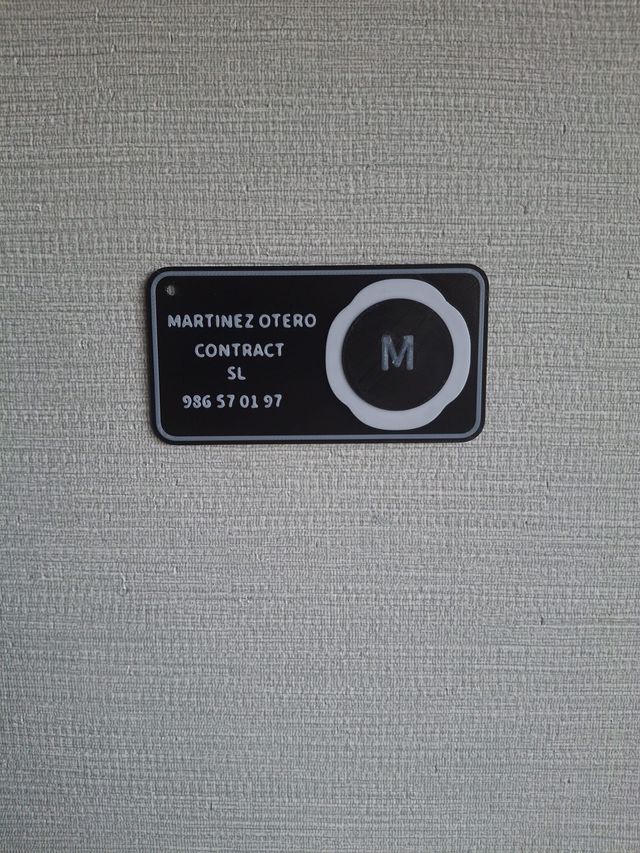 MARTINEZ OTERO
CONTRACT
SL
986 57 01 97
M